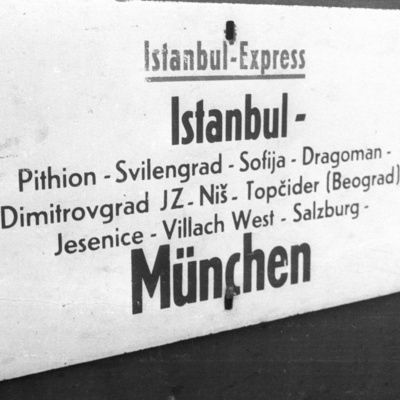 Istanbul-Express
Istanbul -
Pithion - Svilengrad - Sofija - Dragoman -
Dimitrovgrad JZ - Niš - Topčider (Beograd)
Jesenice - Villach West - Salzburg -
München